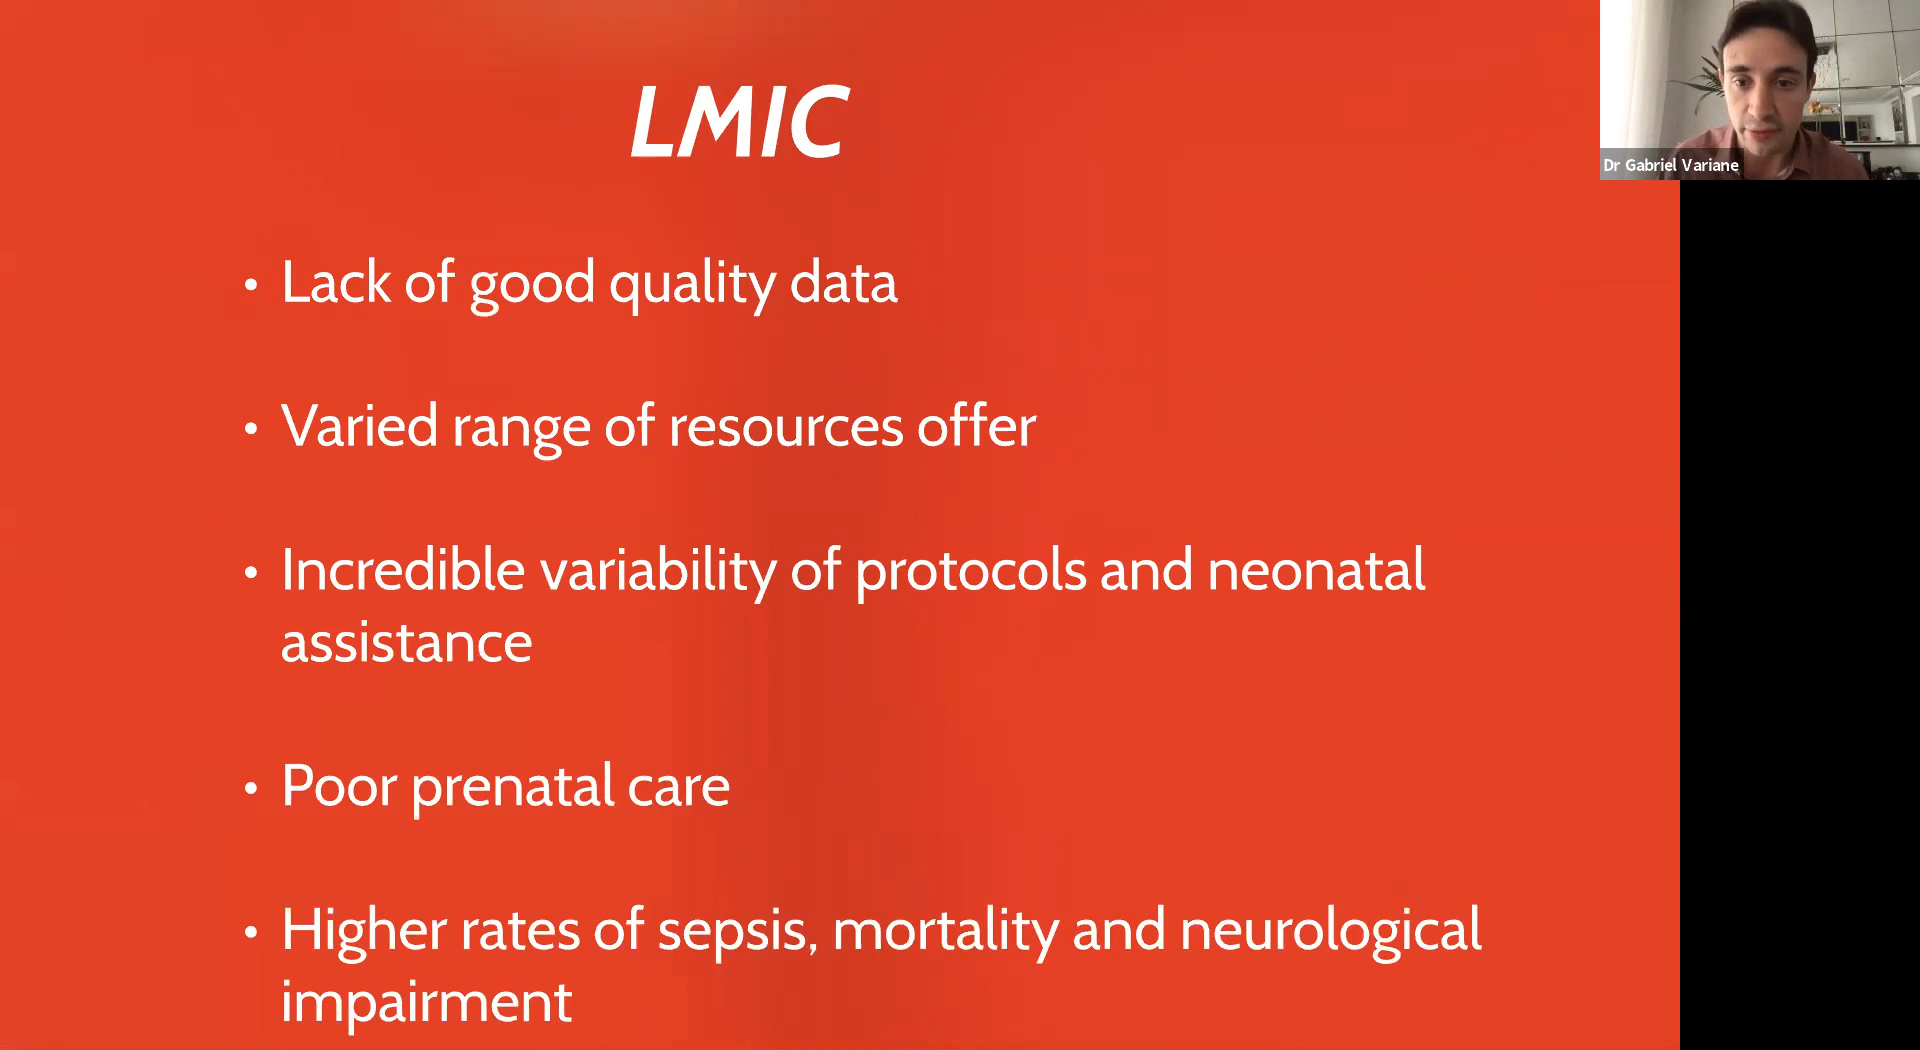 LMIC
Dr Gabriel Variane
• Lack of good quality data
• Varied range of resources offer
• Incredible variability of protocols and neonatal
assistance
• Poor prenatal care
• Higher rates of sepsis, mortality and neurological
impairment